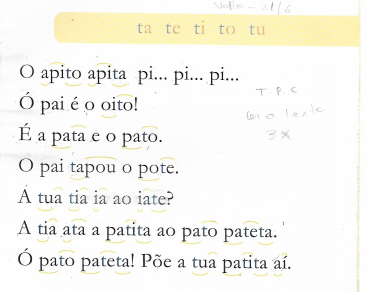 ta te ti to tu
O apito apita pi... pi... pi...
Ó pai é o oito!
É a pata e o pato.
O pai tapou o pote.
A tua tia ia ao iate?
A tia ata a patita ao pato pateta.
Ó pato pateta! Põe a tua patita aí.
T.P.C
3x